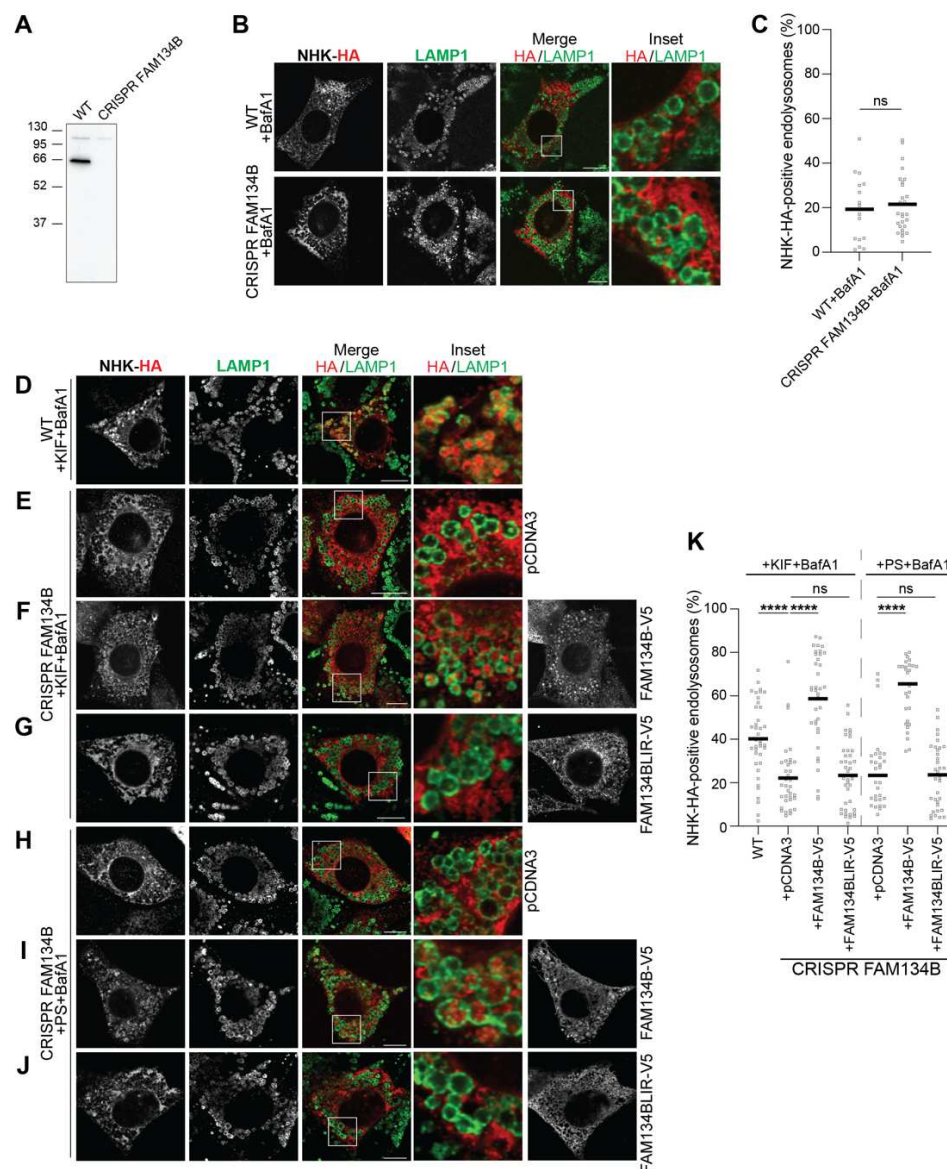 A
WT
CRISPR FAM134B
130
95
66
52
37
B
NHK-HA
LAMP1
Merge
HA/LAMP1
Inset
HA/LAMP1
WT
+BafA1
CRISPR FAM134B
+BafA1
C
NHK-HA-positive endolysosomes (%)
100
80
60
40
20
0
ns
WT+BafA1
CRISPR FAM134B+BafA1
NHK-HA
LAMP1
Merge
HA/LAMP1
Inset
HA/LAMP1
D
WT
+KIF+BafA1
E
pCDNA3
CRISPR FAM134B
+KIF+BafA1
F
FAM134B-V5
G
FAM134BLIR-V5
H
pCDNA3
CRISPR FAM134B
+PS+BafA1
I
FAM134B-V5
J
FAM134BLIR-V5
K
+KIF+BafA1
+PS+BafA1
ns
ns
**** ****
****
NHK-HA-positive endolysosomes (%)
100
80
60
40
20
0
WT
+pCDNA3
+FAM134B-V5
+FAM134BLIR-V5
+pCDNA3
+FAM134B-V5
+FAM134BLIR-V5
CRISPR FAM134B